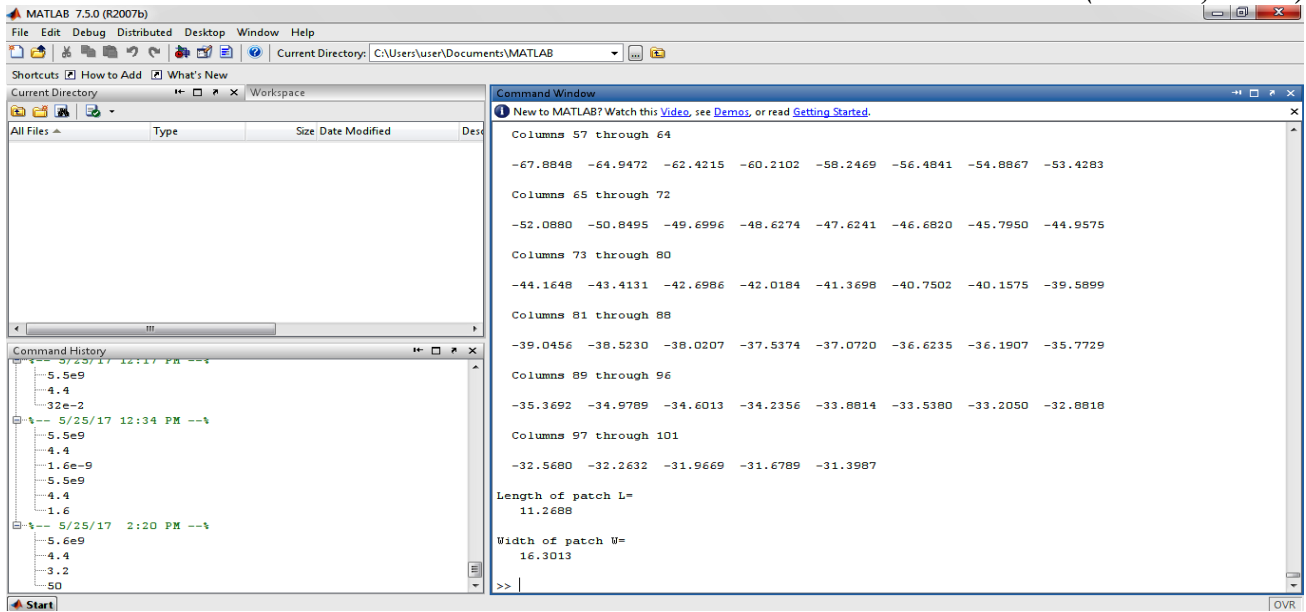 MATLAB 7.5.0 (R2007b)
File Edit Debug Distributed Desktop Window Help
Current Directory: C:\Users\user\Documents\MATLAB
Shortcuts How to Add What's New
Current Directory Workspace
All Files Type Size Date Modified Desc
Command History
%-- 5/25/17 12:17 PM --%
5.5e9
4.4
32e-2
%-- 5/25/17 12:34 PM --%
5.5e9
4.4
1.6e-9
5.5e9
4.4
1.6
%-- 5/25/17 2:20 PM --%
5.6e9
4.4
3.2
50
Command Window
New to MATLAB? Watch this Video, see Demos, or read Getting Started.
Columns 57 through 64
-67.8848 -64.9472 -62.4215 -60.2102 -58.2469 -56.4841 -54.8867 -53.4283
Columns 65 through 72
-52.0880 -50.8495 -49.6996 -48.6274 -47.6241 -46.6820 -45.7950 -44.9575
Columns 73 through 80
-44.1648 -43.4131 -42.6986 -42.0184 -41.3698 -40.7502 -40.1575 -39.5899
Columns 81 through 88
-39.0456 -38.5230 -38.0207 -37.5374 -37.0720 -36.6235 -36.1907 -35.7729
Columns 89 through 96
-35.3692 -34.9789 -34.6013 -34.2356 -33.8814 -33.5380 -33.2050 -32.8818
Columns 97 through 101
-32.5680 -32.2632 -31.9669 -31.6789 -31.3987
Length of patch L=
11.2688
Width of patch W=
16.3013
>>
Start
OVR